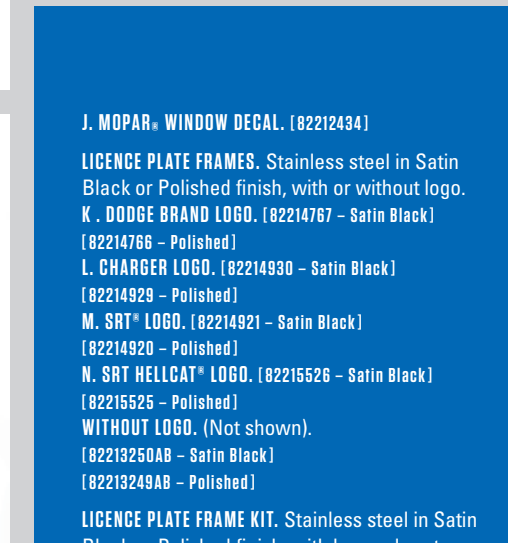 J. MOPAR® WINDOW DECAL. [82212434]
LICENCE PLATE FRAMES. Stainless steel in Satin
Black or Polished finish, with or without logo.
K . DODGE BRAND LOGO. [82214767 – Satin Black]
[82214766 – Polished]
L. CHARGER LOGO. [82214930 – Satin Black]
[82214929 – Polished]
M. SRT® LOGO. [82214921 – Satin Black]
[82214920 – Polished]
N. SRT HELLCAT® LOGO. [82215526 – Satin Black]
[82215525 – Polished]
WITHOUT LOGO. (Not shown).
[82213250AB – Satin Black]
[82213249AB – Polished]
LICENCE PLATE FRAME KIT. Stainless steel in Satin